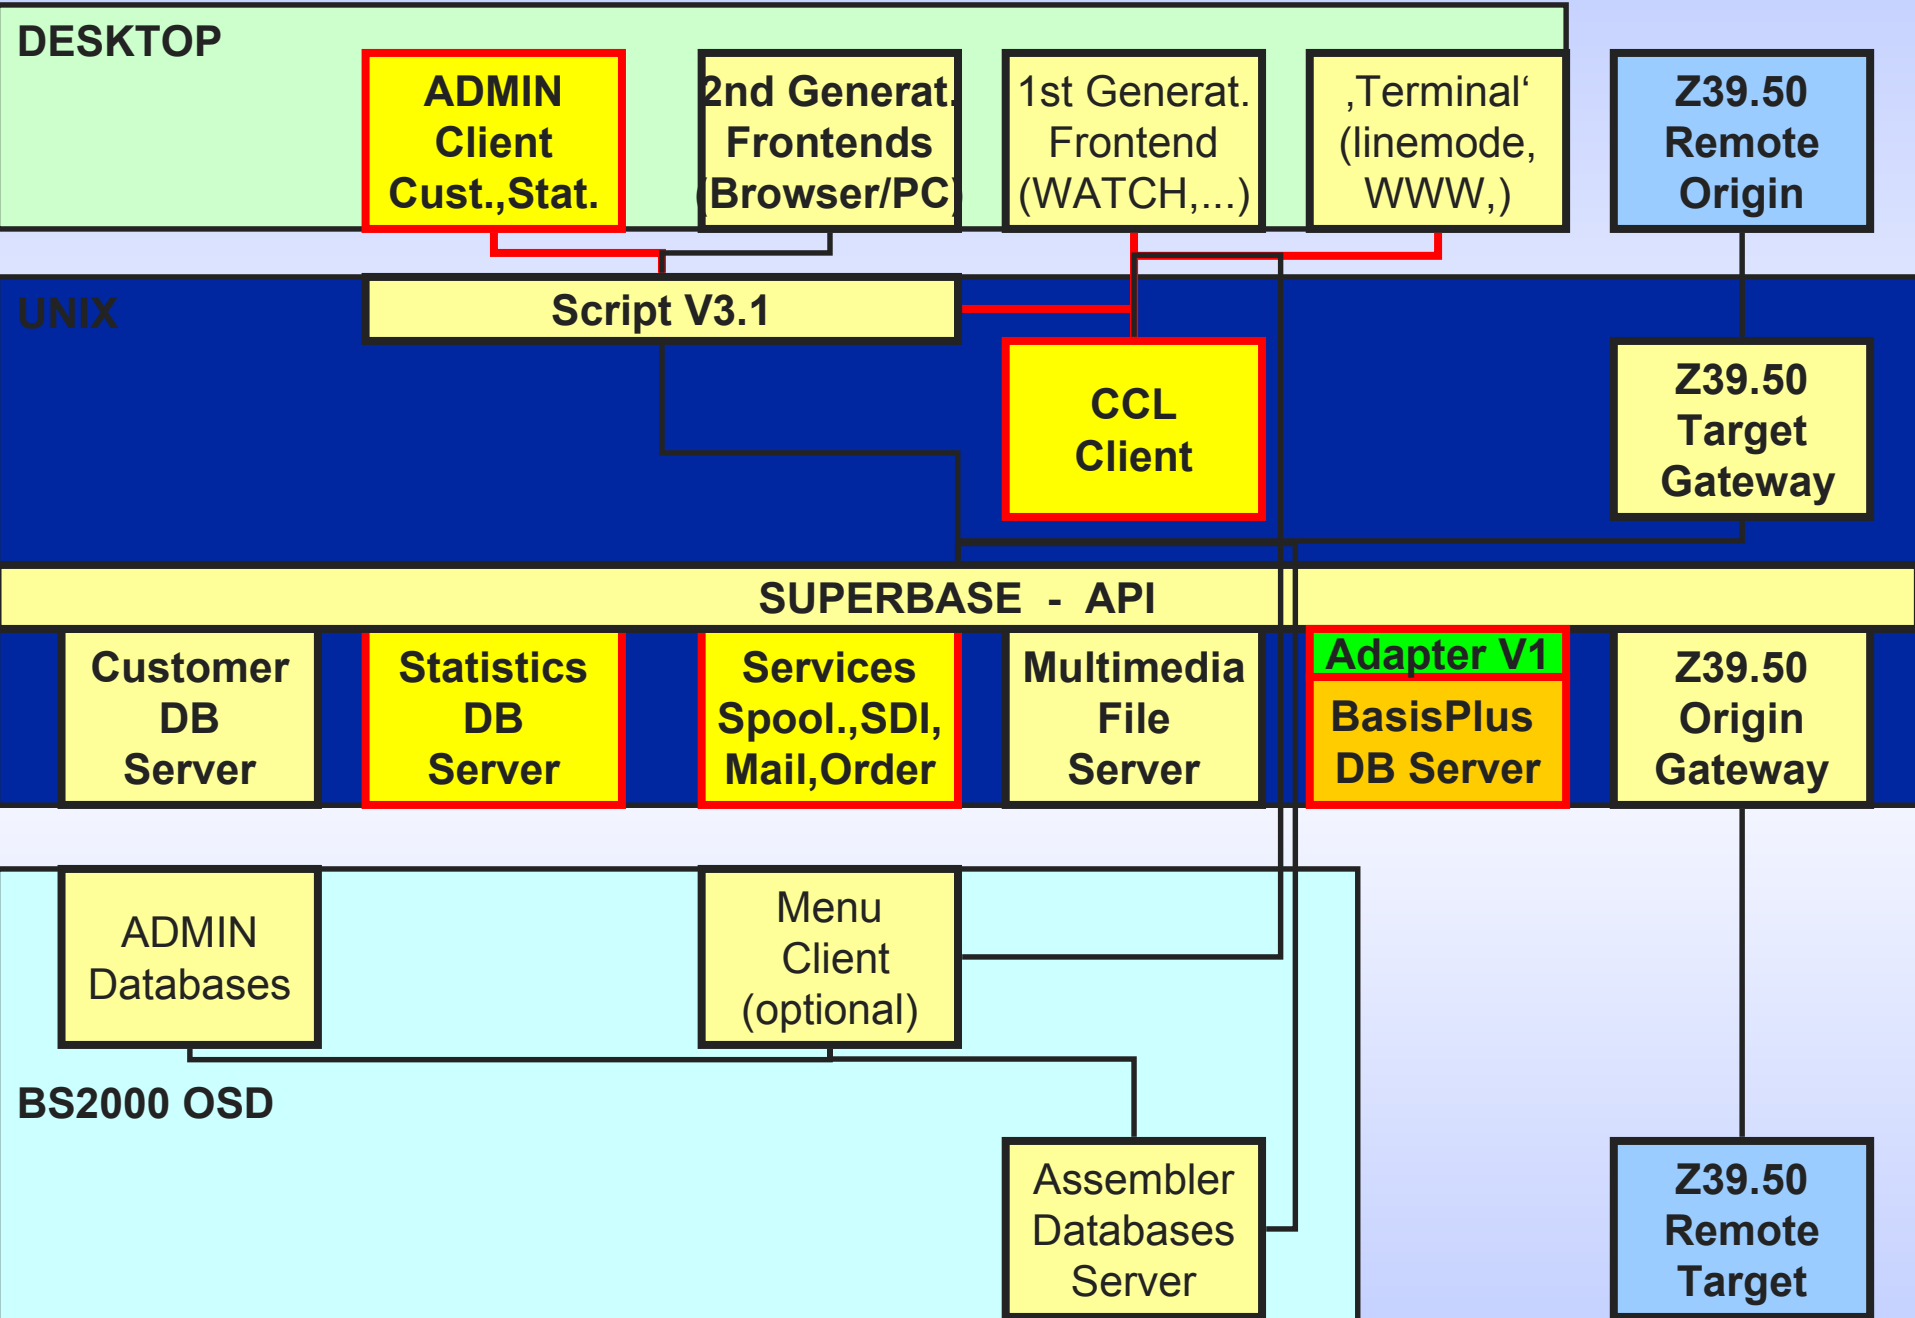 DESKTOP
ADMIN
Client
Cust.,Stat.
2nd Generat.
Frontends
(Browser/PC)
1st Generat.
Frontend
(WATCH,...)
‚Terminal‘
(linemode,
WWW,)
Z39.50
Remote
Origin
UNIX
Script V3.1
CCL
Client
Z39.50
Target
Gateway
SUPERBASE - API
Customer
DB
Server
Statistics
DB
Server
Services
Spool.,SDI,
Mail,Order
Multimedia
File
Server
Adapter V1
BasisPlus
DB Server
Z39.50
Origin
Gateway
ADMIN
Databases
Menu
Client
(optional)
BS2000 OSD
Assembler
Databases
Server
Z39.50
Remote
Target